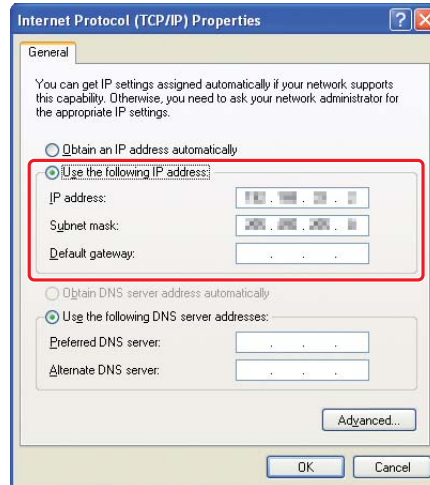 Internet Protocol (TCP/IP) Properties
General
You can get IP settings assigned automatically if your network supports
this capability. Otherwise, you need to ask your network administrator for
the appropriate IP settings.
Obtain an IP address automatically
Use the following IP address:
IP address:
Subnet mask:
Default gateway:
Obtain DNS server address automatically
Use the following DNS server addresses:
Preferred DNS server:
Alternate DNS server:
Advanced...
OK Cancel